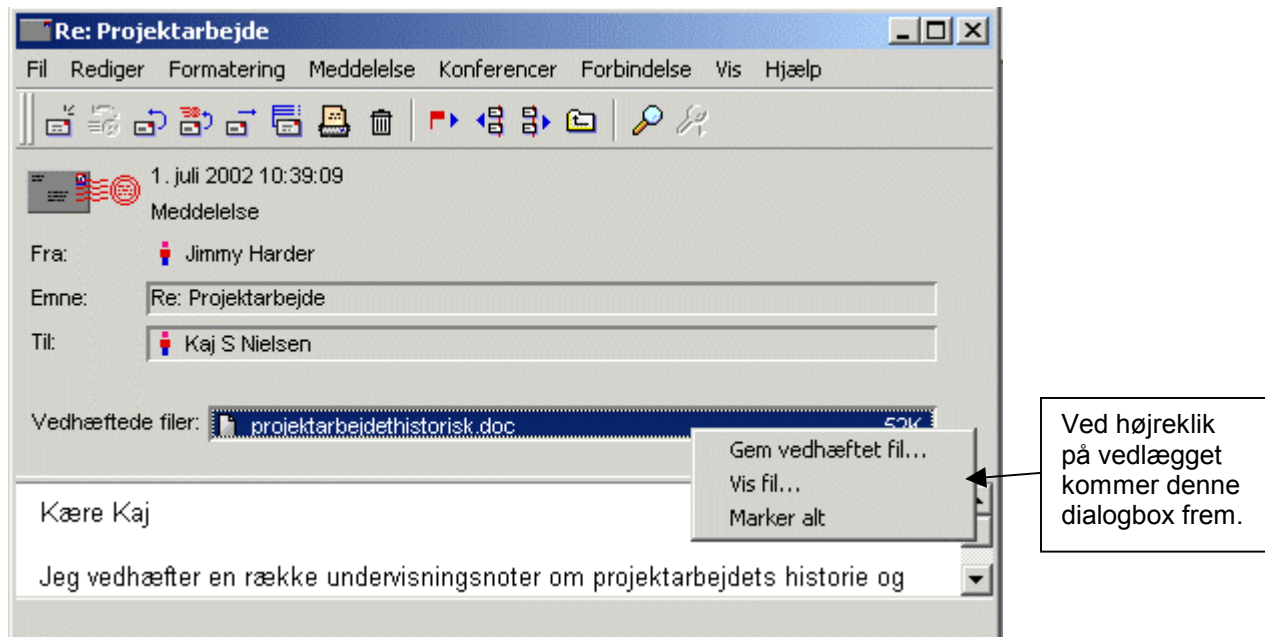 Re: Projektarbejde
Fil Rediger Formatering Meddelelse Konferencer Forbindelse Vis Hjælp
1. juli 2002 10:39:09
Meddelelse
Fra: Jimmy Harder
Emne: Re: Projektarbejde
Til: Kaj S Nielsen
Vedhæftede filer: projektarbejdethistorisk.doc 52K
Gem vedhæftet fil...
Vis fil...
Marker alt
Ved højreklik
på vedlægget
kommer denne
dialogbox frem.
Kære Kaj
Jeg vedhæfter en række undervisningsnoter om projektarbejdets historie og